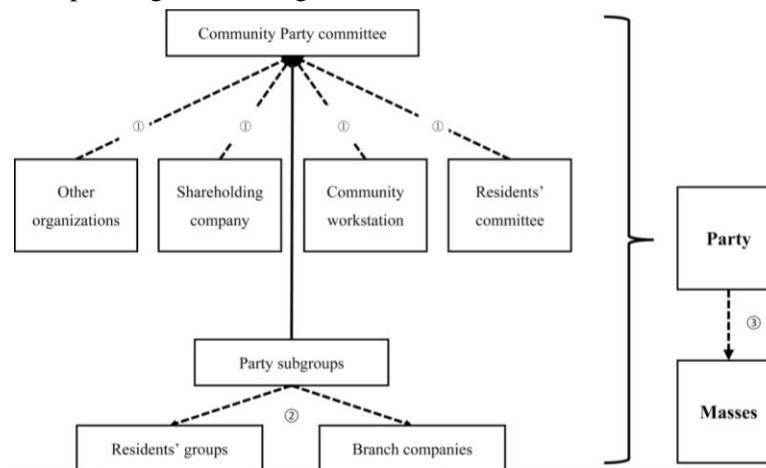 Community Party committee
① ① ① ①
Other
organizations
Shareholding
company
Community
workstation
Residents'
committee
Party
③
Party subgroups
Masses
②
Residents' groups
Branch companies